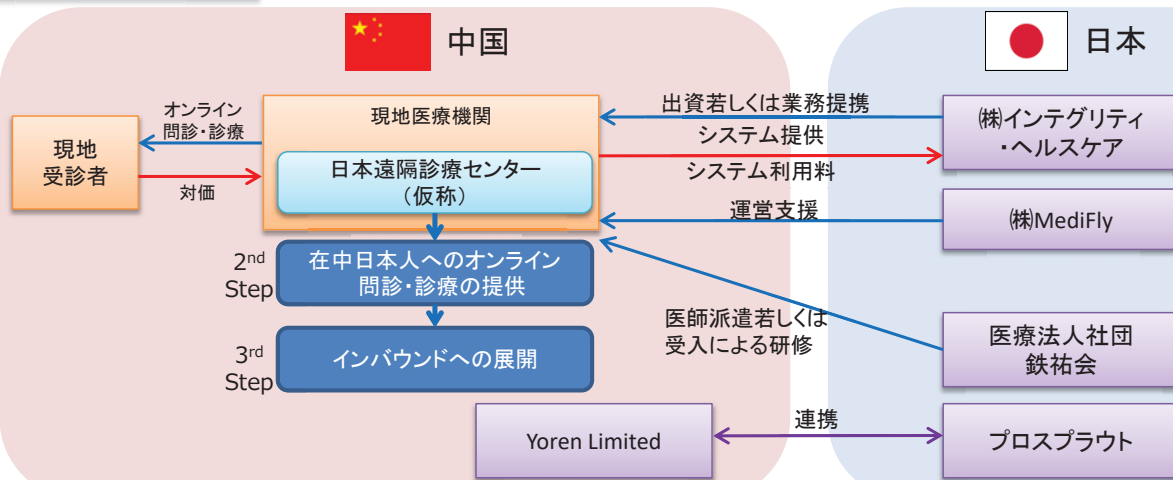 中国
日本
オンライン
問診・診療
現地
受診者
対価
現地医療機関
日本遠隔診療センター
（仮称）
出資若しくは業務提携
システム提供
システム利用料
運営支援
㈱インテグリティ
・ヘルスケア
㈱MediFly
2nd
Step
在中日本人へのオンライン
問診・診療の提供
3rd
Step
インバウンドへの展開
医師派遣若しくは
受入による研修
医療法人社団
鉄祐会
Yoren Limited
連携
プロスプラウト